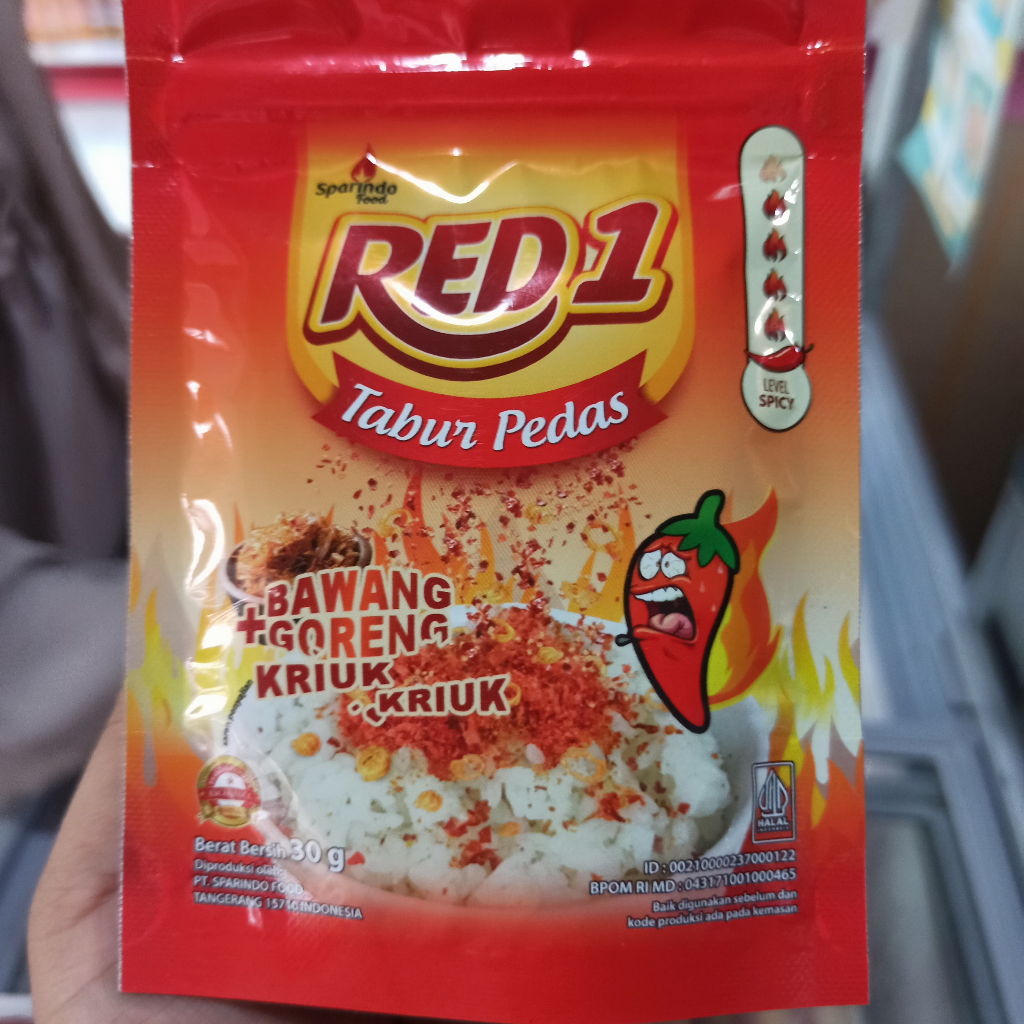 Sparindo
Food
RED 1
Tabur Pedas
LEVEL
SPICY
+BAWANG
GORENG
KRIUK
KRIUK
Berat Bersih 30 g
Diproduksi oleh:
PT. SPARINDO FOOD
TANGERANG 15710 INDONESIA
HALAL
INDONESIA
ID : 00210000237000122
BPOM RI MD : 043171001000465
Baik digunakan sebelum dan
kode produksi ada pada kemasan